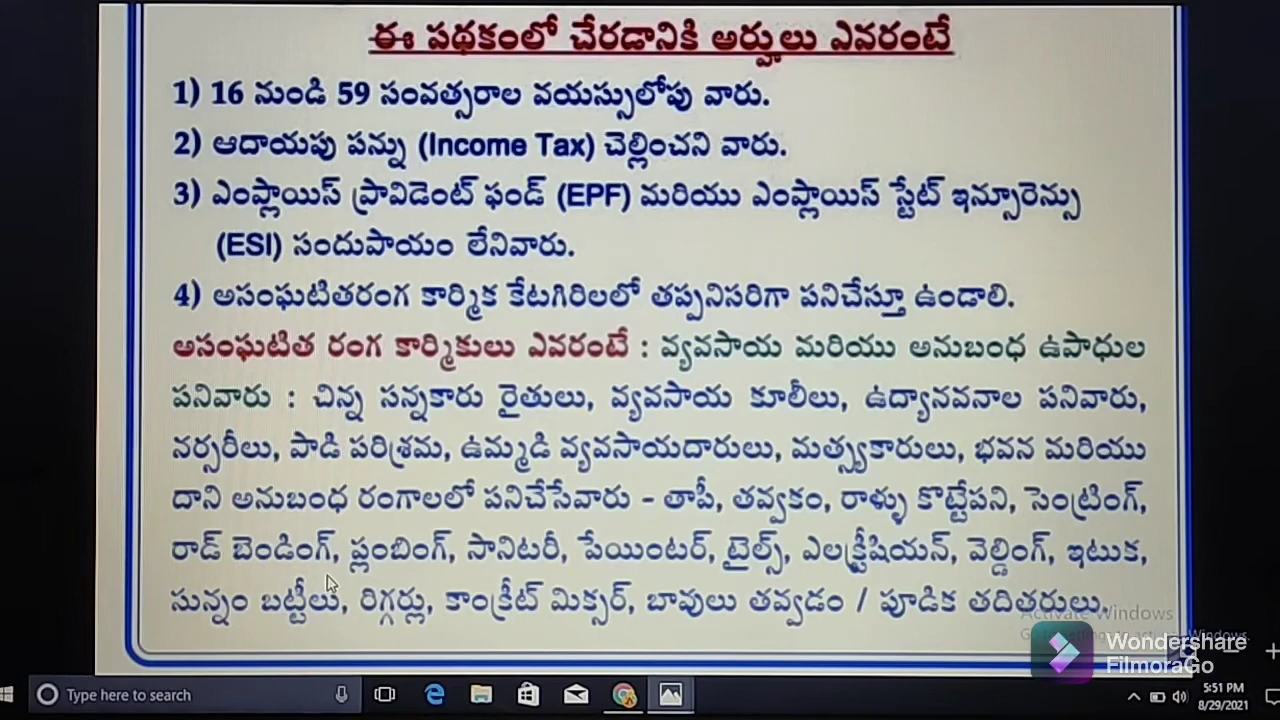 ఈ పథకంలో చేరడానికి అర్హులు ఎవరంటే
1) 16 నుండి 59 సంవత్సరాల వయస్సులోపు వారు.
2) ఆదాయపు పన్ను (Income Tax) చెల్లించని వారు.
3) ఎంప్లాయిస్ ప్రావిడెంట్ ఫండ్ (EPF) మరియు ఎంప్లాయిస్ స్టేట్ ఇన్సూరెన్సు
(ESI) సందుపాయం లేనివారు.
4) అసంఘటితరంగ కార్మిక కేటగిరిలలో తప్పనిసరిగా పనిచేస్తూ ఉండాలి.
అసంఘటిత రంగ కార్మికులు ఎవరంటే : వ్యవసాయ మరియు అనుబంధ ఉపాధుల
పనివారు : చిన్న సన్నకారు రైతులు, వ్యవసాయ కూలీలు, ఉద్యానవనాల పనివారు,
నర్సరీలు, పాడి పరిశ్రమ, ఉమ్మడి వ్యవసాయదారులు, మత్స్యకారులు, భవన మరియు
దాని అనుబంధ రంగాలలో పనిచేసేవారు – తాపీ, తవ్వకం, రాళ్ళు కొట్టేపని, సెంట్రింగ్,
రాడ్ బెండింగ్, ప్లంబింగ్, సానిటరీ, పేయింటర్, టైల్స్, ఎలక్ట్రీషియన్, వెల్డింగ్, ఇటుక,
సున్నం బట్టీలు, రిగ్గర్లు, కాంక్రీట్ మిక్సర్, బావులు తవ్వడం / పూడిక తదితరులు.
Activate Windows
Windows.
Wondershare
FilmoraGo
Type here to search
5:51 PM
8/29/2021